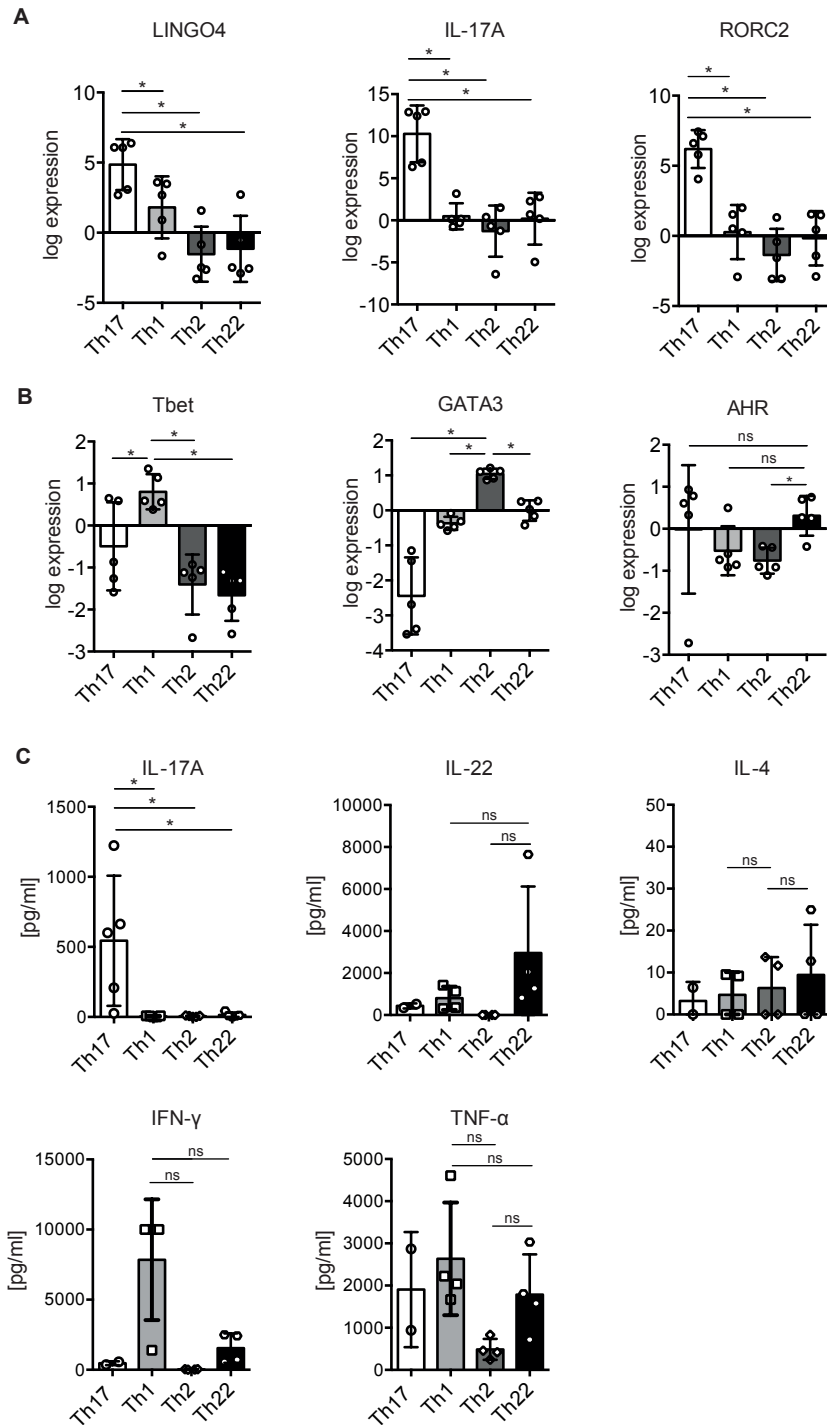 A
LINGO4
IL-17A
RORC2
*
*
*
*
*
*
*
*
*
log expression
10
5
0
-5
log expression
15
10
5
0
-5
-10
log expression
10
5
0
-5
Th17
Th1
Th2
Th22
Th17
Th1
Th2
Th22
Th17
Th1
Th2
Th22
B
Tbet
GATA3
AHR
*
*
*
*
*
*
ns
ns
*
log expression
2
1
0
-1
-2
-3
log expression
2
1
0
-1
-2
-3
-4
log expression
2
1
0
-1
-2
-3
Th17
Th1
Th2
Th22
Th17
Th1
Th2
Th22
Th17
Th1
Th2
Th22
C
IL-17A
IL-22
IL-4
*
*
*
ns
ns
ns
ns
[pg/ml]
1500
1000
500
0
[pg/ml]
10000
8000
6000
4000
2000
0
[pg/ml]
50
40
30
20
10
0
Th17
Th1
Th2
Th22
Th17
Th1
Th2
Th22
Th17
Th1
Th2
Th22
IFN-γ
TNF-α
ns
ns
ns
ns
ns
[pg/ml]
15000
10000
5000
0
[pg/ml]
5000
4000
3000
2000
1000
0
Th17
Th1
Th2
Th22
Th17
Th1
Th2
Th22